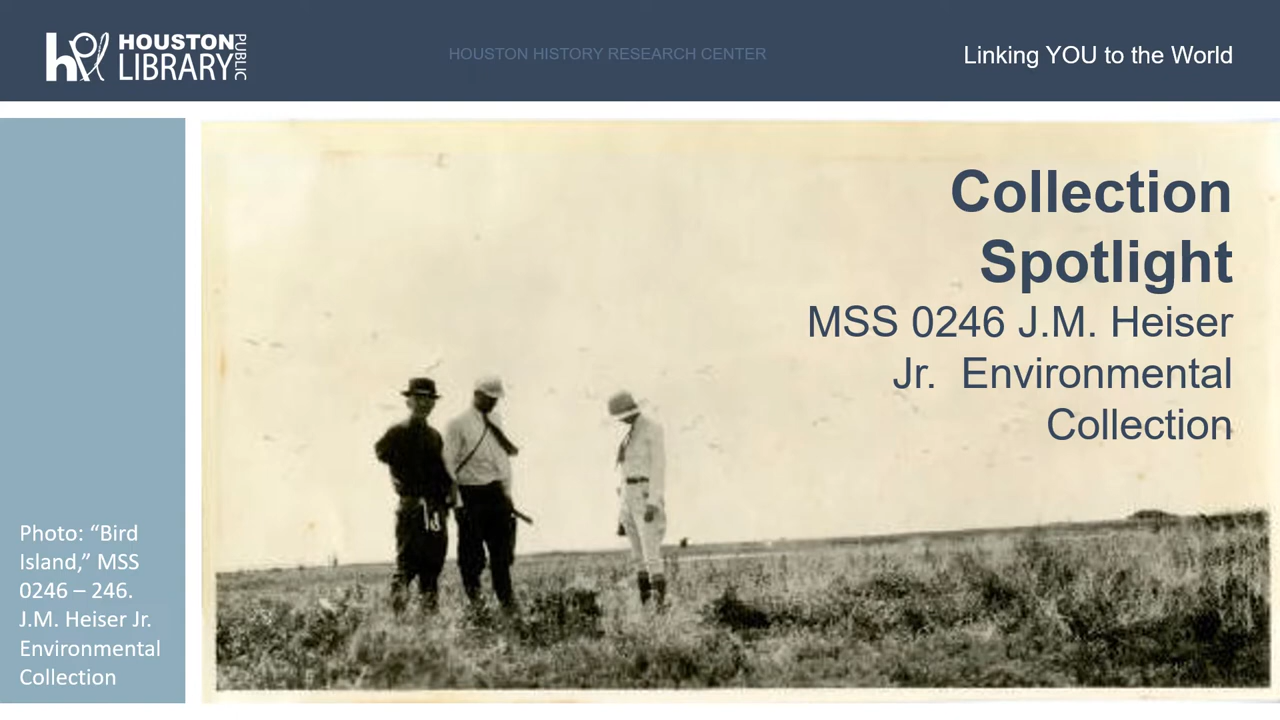 HOUSTON
LIBRARY
PUBLIC
HOUSTON HISTORY RESEARCH CENTER
Linking YOU to the World
Collection
Spotlight
MSS 0246 J.M. Heiser
Jr. Environmental
Collection
Photo: “Bird
Island,” MSS
0246 – 246.
J.M. Heiser Jr.
Environmental
Collection